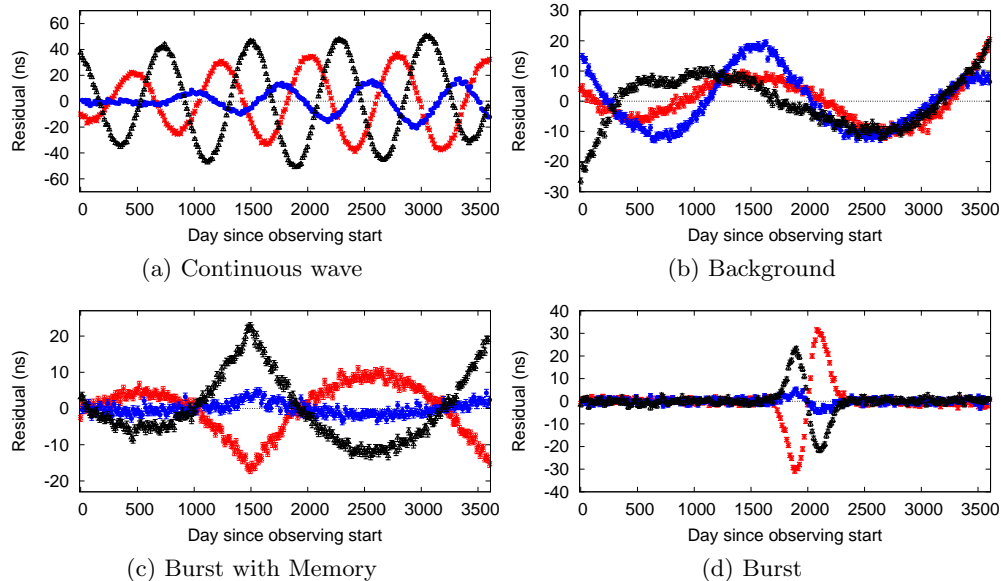 Residual (ns)
60
40
20
0
-20
-40
-60
0 500 1000 1500 2000 2500 3000 3500
Day since observing start
(a) Continuous wave
Residual (ns)
30
20
10
0
-10
-20
-30
0 500 1000 1500 2000 2500 3000 3500
Day since observing start
(b) Background
Residual (ns)
20
10
0
-10
-20
0 500 1000 1500 2000 2500 3000 3500
Day since observing start
(c) Burst with Memory
Residual (ns)
40
30
20
10
0
-10
-20
-30
-40
0 500 1000 1500 2000 2500 3000 3500
Day since observing start
(d) Burst